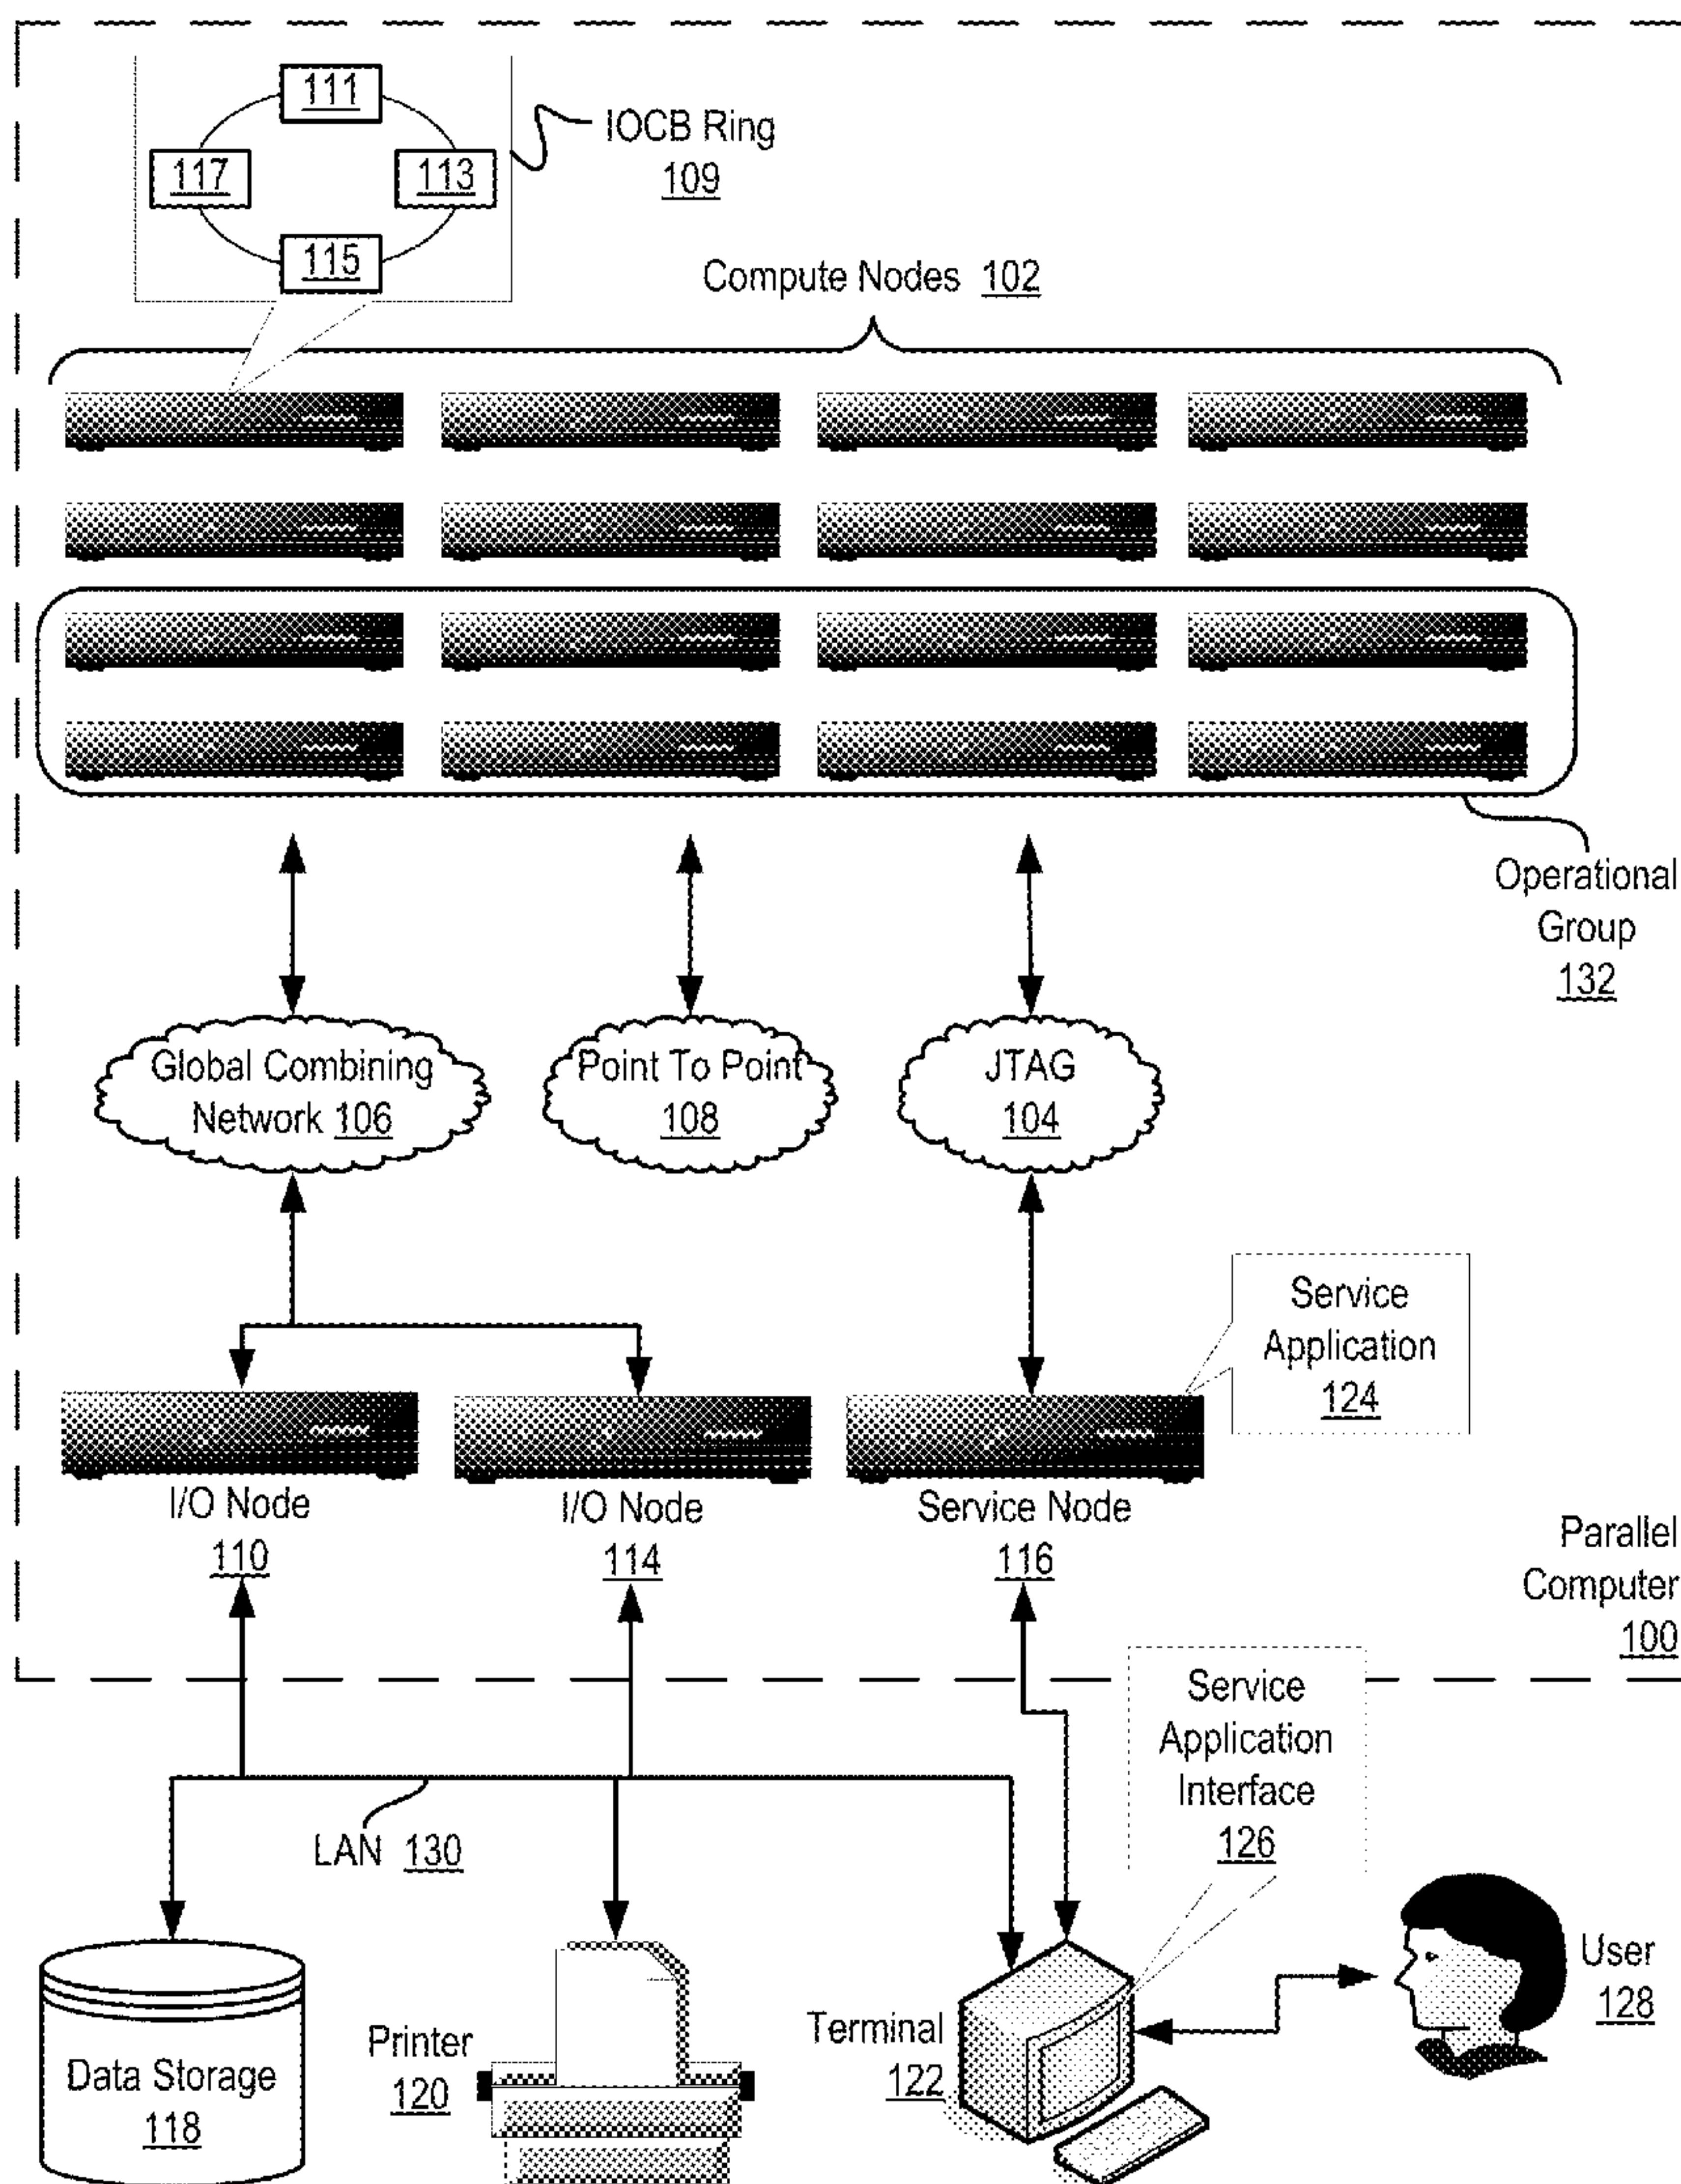 111
117
113
115
IOCB Ring
109
Compute Nodes 102
Operational
Group
132
Global Combining
Network 106
Point To Point
108
JTAG
104
Service
Application
124
I/O Node
110
I/O Node
114
Service Node
116
Parallel
Computer
100
Service
Application
Interface
126
LAN 130
Data Storage
118
Printer
120
Terminal
122
User
128